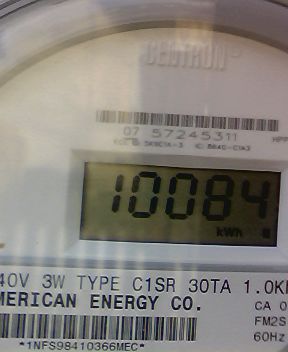 CENTRON®
07 57245311
10084
kWh
40V 3W TYPE C1SR 30TA 1.0K
MERICAN ENERGY CO.
CA 0
FM2S
60Hz
*1NFS98410366MEC*